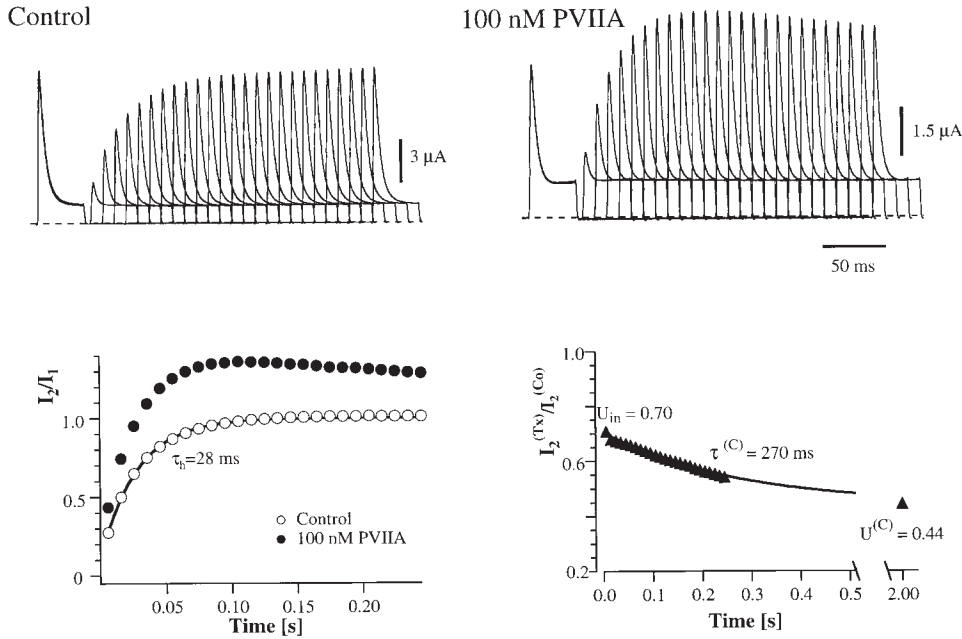 Control
100 nM PVIIA
3 µA
1.5 µA
50 ms
I2/I1
1.0
0.5
0
τh=28 ms
Control
100 nM PVIIA
0.05
0.10
0.15
0.20
Time [s]
I2(Tx)/I2(Co)
1.0
0.6
0.2
Uin = 0.70
τ (C) = 270 ms
U(C) = 0.44
0.0
0.1
0.2
0.3
0.4
0.5
2.00
Time [s]